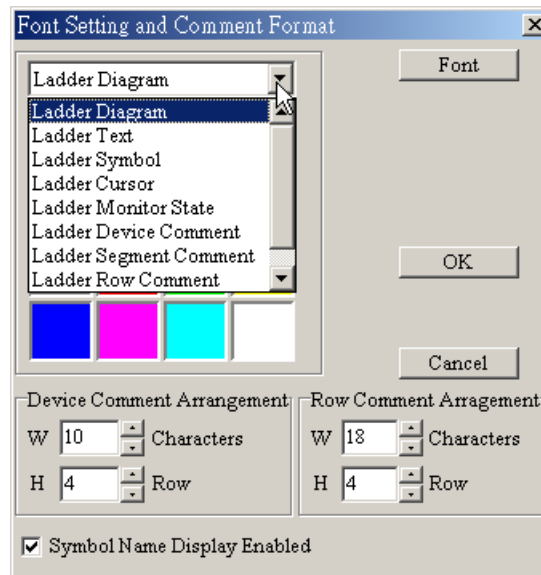 Font Setting and Comment Format
Ladder Diagram
Font
Ladder Diagram
Ladder Text
Ladder Symbol
Ladder Cursor
Ladder Monitor State
Ladder Device Comment
Ladder Segment Comment
Ladder Row Comment
OK
Cancel
Device Comment Arrangement
W 10 Characters
H 4 Row
Row Comment Arragement
W 18 Characters
H 4 Row
Symbol Name Display Enabled